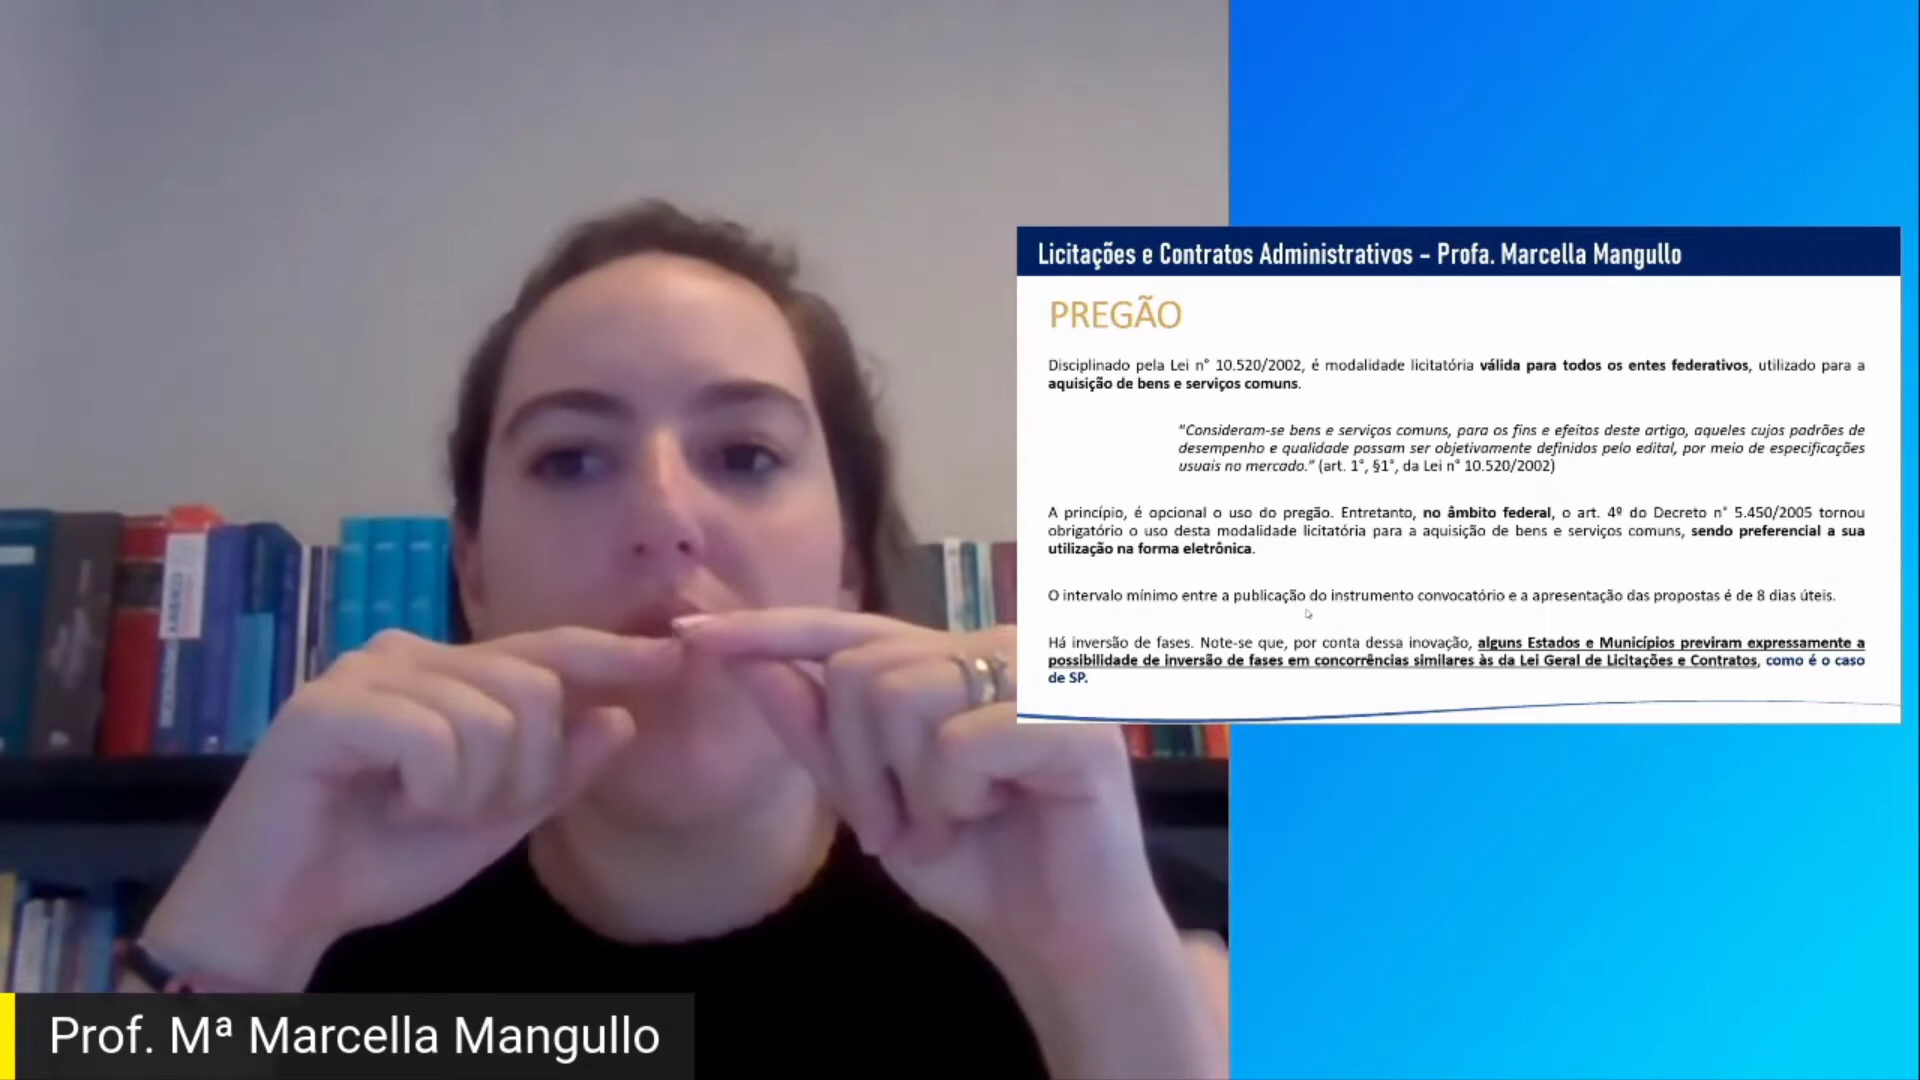 Licitações e Contratos Administrativos – Profa. Marcella Mangullo
PREGÃO
Disciplinado pela Lei n° 10.520/2002, é modalidade licitatória válida para todos os entes federativos, utilizado para a
aquisição de bens e serviços comuns.
"Consideram-se bens e serviços comuns, para os fins e efeitos deste artigo, aqueles cujos padrões de
desempenho e qualidade possam ser objetivamente definidos pelo edital, por meio de especificações
usuais no mercado." (art. 1°, §1°, da Lei n° 10.520/2002)
A princípio, é opcional o uso do pregão. Entretanto, no âmbito federal, o art. 4º do Decreto n° 5.450/2005 tornou
obrigatório o uso desta modalidade licitatória para a aquisição de bens e serviços comuns, sendo preferencial a sua
utilização na forma eletrônica.
O intervalo mínimo entre a publicação do instrumento convocatório e a apresentação das propostas é de 8 dias úteis.
Há inversão de fases. Note-se que, por conta dessa inovação, alguns Estados e Municípios previram expressamente a
possibilidade de inversão de fases em concorrências similares às da Lei Geral de Licitações e Contratos, como é o caso
de SP.
Prof. Mª Marcella Mangullo